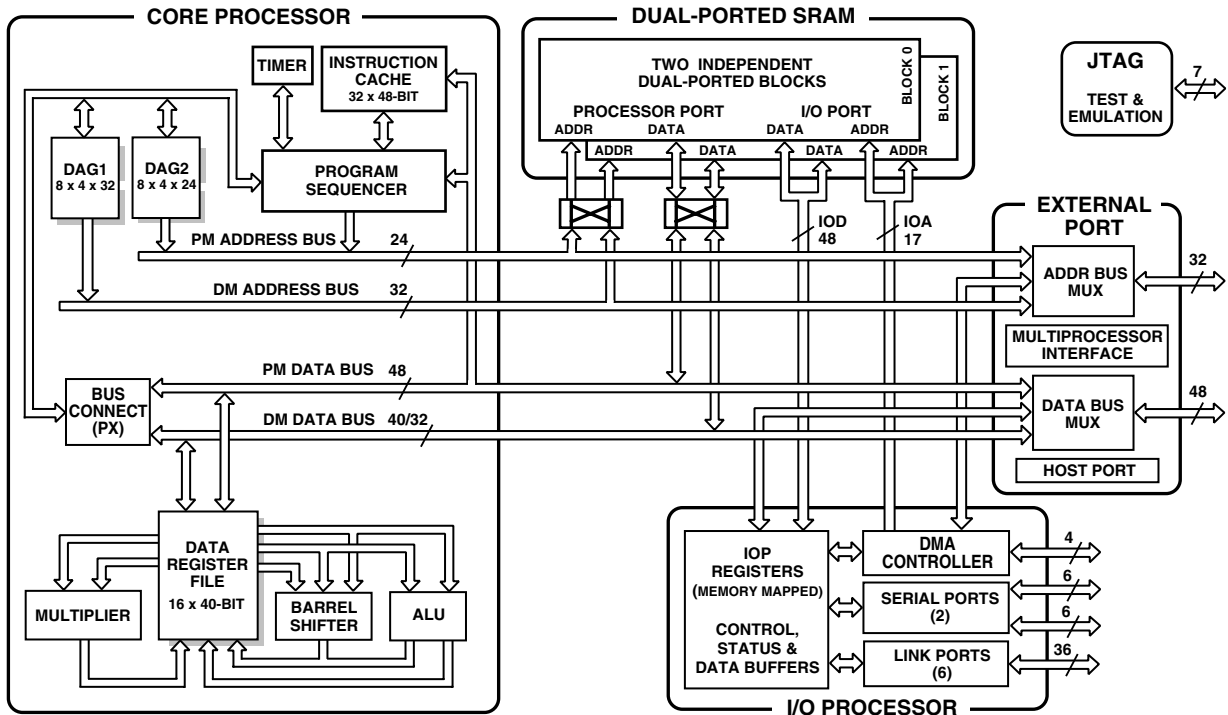 CORE PROCESSOR
TIMER
INSTRUCTION
CACHE
32 x 48-BIT
DAG1
8 x 4 x 32
DAG2
8 x 4 x 24
PROGRAM
SEQUENCER
PM ADDRESS BUS 24
DM ADDRESS BUS 32
PM DATA BUS 48
BUS
CONNECT
(PX)
DM DATA BUS 40/32
DATA
REGISTER
FILE
16 x 40-BIT
MULTIPLIER
BARREL
SHIFTER
ALU
DUAL-PORTED SRAM
TWO INDEPENDENT
DUAL-PORTED BLOCKS
BLOCK 0
BLOCK 1
PROCESSOR PORT I/O PORT
ADDR DATA DATA ADDR
ADDR DATA DATA ADDR
IOD
48
IOA
17
JTAG
TEST &
EMULATION
7
EXTERNAL
PORT
ADDR BUS
MUX
32
MULTIPROCESSOR
INTERFACE
DATA BUS
MUX
48
HOST PORT
IOP
REGISTERS
(MEMORY MAPPED)
CONTROL,
STATUS &
DATA BUFFERS
DMA
CONTROLLER
4
SERIAL PORTS
(2)
6
6
LINK PORTS
(6)
36
I/O PROCESSOR